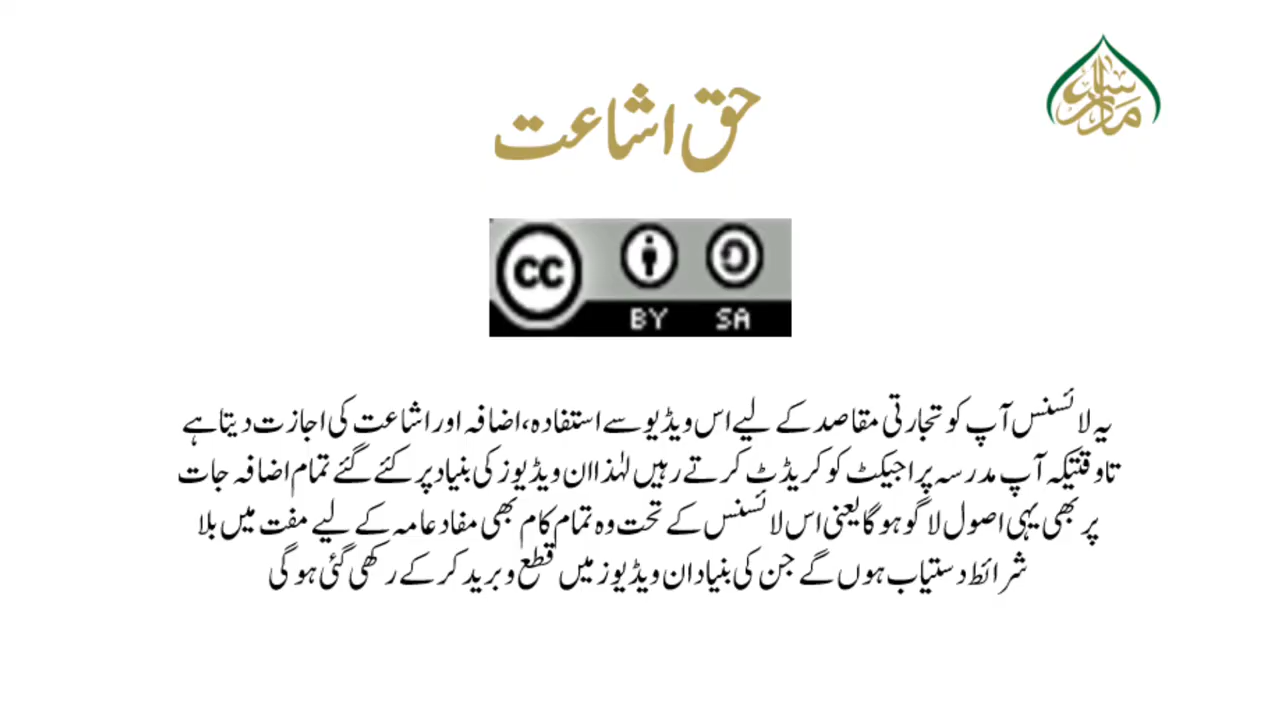 مدرسہ
حق اشاعت
CC
BY SA
یہ لائسنس آپ کو تجارتی مقاصد کے لیے اس ویڈیو سے استفادہ، اضافہ اور اشاعت کی اجازت دیتا ہے
تاوقتیکہ آپ مدرسہ پراجیکٹ کو کریڈٹ کرتے رہیں لہٰذا ان ویڈیوز کی بنیاد پر کئے گئے تمام اضافہ جات
پر بھی یہی اصول لاگو ہوگا یعنی اس لائسنس کے تحت وہ تمام کام بھی مفاد عامہ کے لیے مفت میں بلا
شرائط دستیاب ہوں گے جن کی بنیاد ان ویڈیوز میں قطع و برید کر کے رکھی گئی ہوگی